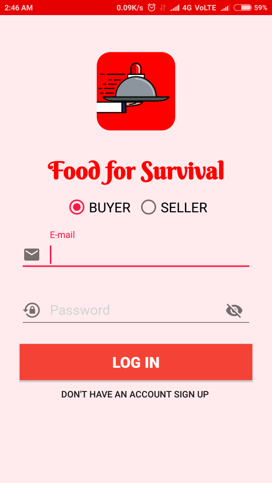 2:46 AM 0.09K/s 4G VoLTE 59%
Food for Survival
BUYER SELLER
E-mail
Password
LOG IN
DON'T HAVE AN ACCOUNT SIGN UP